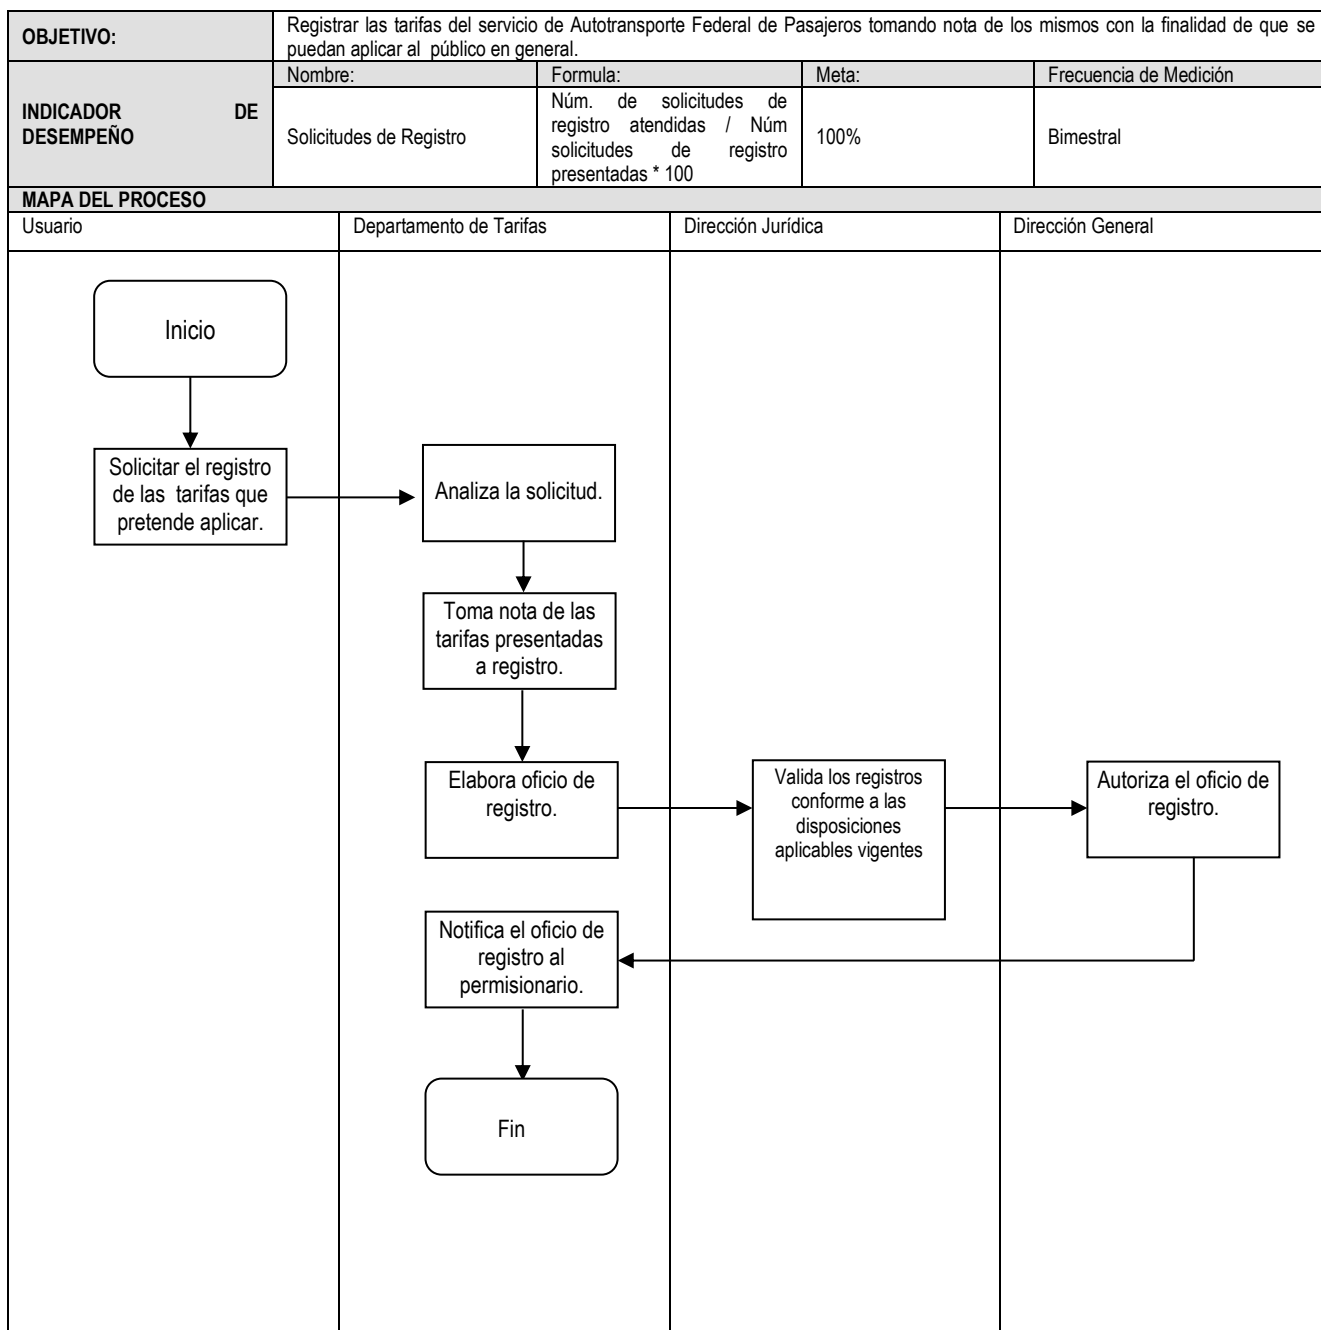 OBJETIVO:
Registrar las tarifas del servicio de Autotransporte Federal de Pasajeros tomando nota de los mismos con la finalidad de que se
puedan aplicar al público en general.
INDICADOR DE
DESEMPEÑO
Nombre:
Formula:
Meta:
Frecuencia de Medición
Solicitudes de Registro
Núm. de solicitudes de
registro atendidas / Núm
solicitudes de registro
presentadas * 100
100%
Bimestral
MAPA DEL PROCESO
Usuario
Departamento de Tarifas
Dirección Jurídica
Dirección General
Inicio
Solicitar el registro
de las tarifas que
pretende aplicar.
Analiza la solicitud.
Toma nota de las
tarifas presentadas
a registro.
Elabora oficio de
registro.
Valida los registros
conforme a las
disposiciones
aplicables vigentes
Autoriza el oficio de
registro.
Notifica el oficio de
registro al
permisionario.
Fin